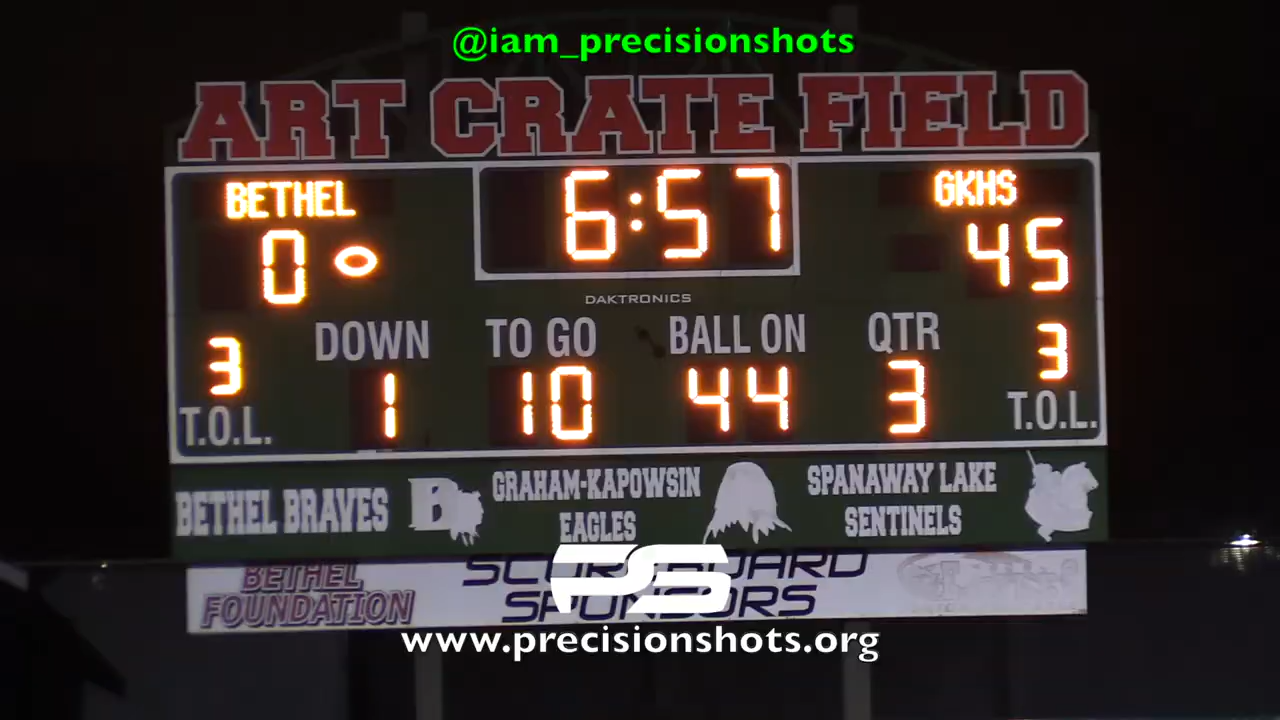 @iam_precisionshots
ART CRATE FIELD
BETHEL 6:57 GKHS
0 45
DAKTRONICS
DOWN TO GO BALL ON QTR
3 1 10 44 3 3
T.O.L. T.O.L.
BETHEL BRAVES B GRAHAM-KAPOWSIN EAGLES SPANAWAY LAKE SENTINELS
BETHEL FOUNDATION
SCOREBOARD SPONSORS
PS
www.precisionshots.org